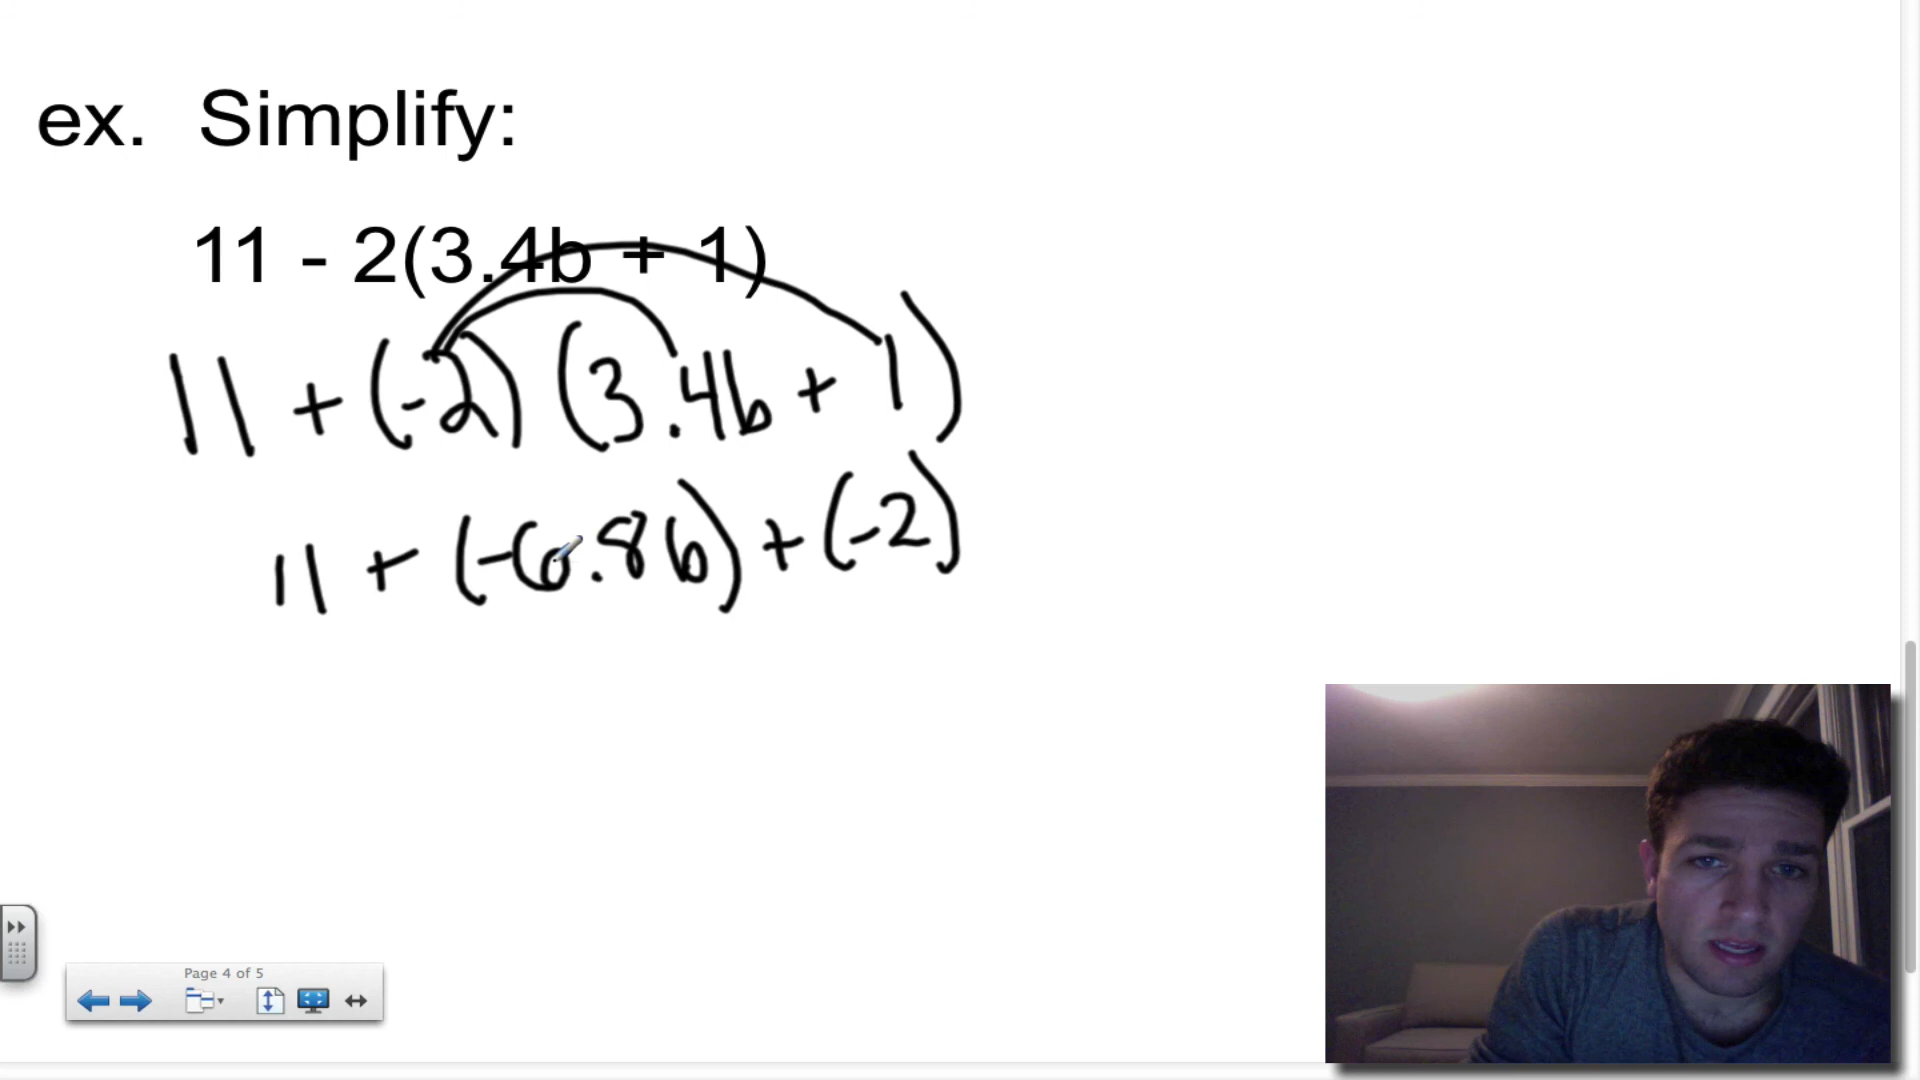 ex. Simplify:
11 - 2(3.4b + 1)
11 + (-2) (3.4b + 1)
11 + (-6.8b) + (-2)
Page 4 of 5